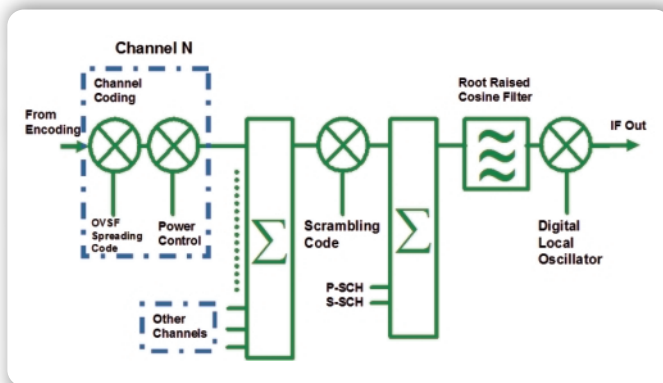 Channel N
Channel
Coding
From
Encoding
OVSF
Spreading
Code
Power
Control
Other
Channels
Σ
Scrambling
Code
P-SCH
S-SCH
Σ
Root Raised
Cosine Filter
IF Out
Digital
Local
Oscillator